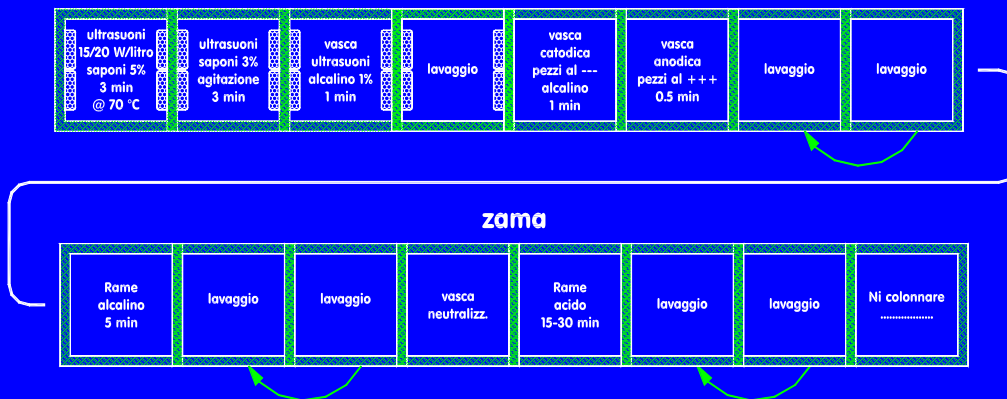 ultrasuoni
15/20 W/litro
saponi 5%
3 min
@ 70 °C
ultrasuoni
saponi 3%
agitazione
3 min
vasca
ultrasuoni
alcalino 1%
1 min
lavaggio
vasca
catodica
pezzi al ---
alcalino
1 min
vasca
anodica
pezzi al +++
0.5 min
lavaggio
lavaggio
zama
Rame
alcalino
5 min
lavaggio
lavaggio
vasca
neutralizz.
Rame
acido
15-30 min
lavaggio
lavaggio
Ni colonnare
..................